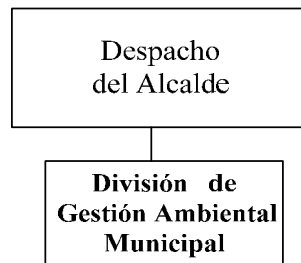 Despacho
del Alcalde
División de
Gestión Ambiental
Municipal